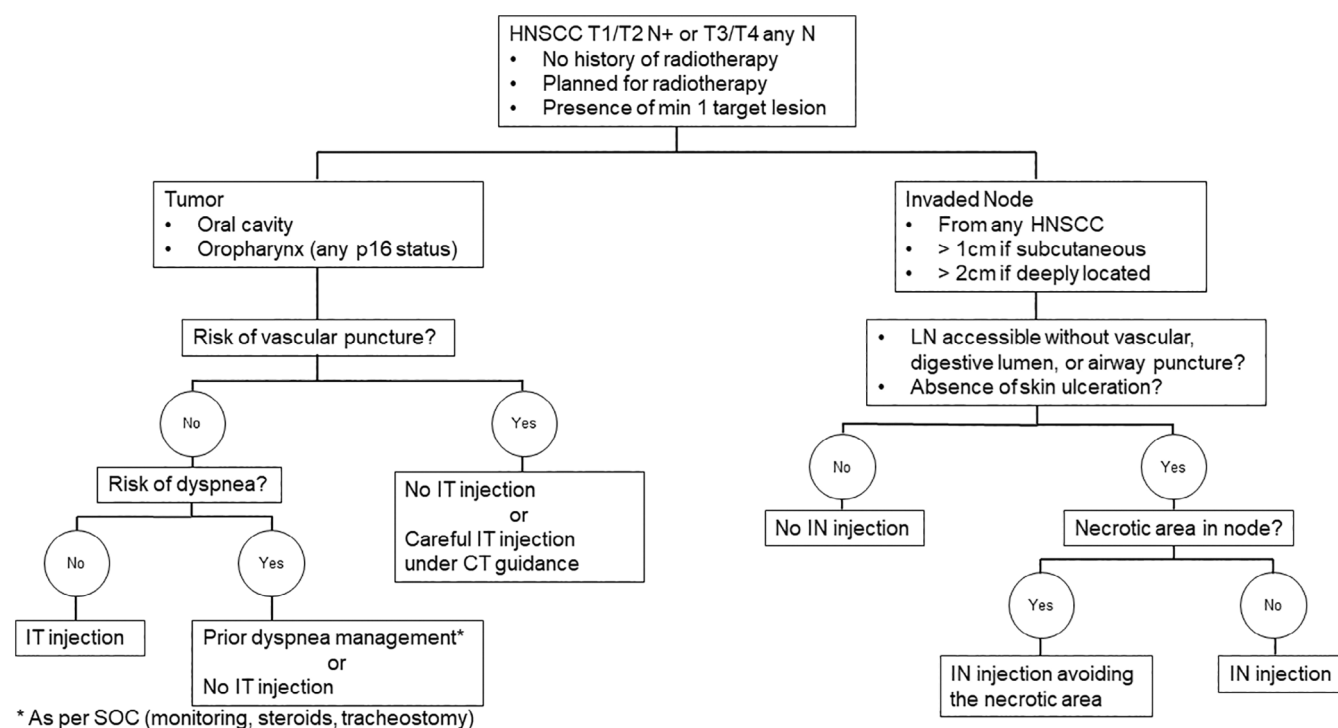 HNSCC T1/T2 N+ or T3/T4 any N
• No history of radiotherapy
• Planned for radiotherapy
• Presence of min 1 target lesion
Tumor
• Oral cavity
• Oropharynx (any p16 status)
Risk of vascular puncture?
No
Yes
Risk of dyspnea?
No IT injection
or
Careful IT injection
under CT guidance
No
Yes
IT injection
Prior dyspnea management*
or
No IT injection
* As per SOC (monitoring, steroids, tracheostomy)
Invaded Node
• From any HNSCC
• > 1cm if subcutaneous
• > 2cm if deeply located
• LN accessible without vascular,
digestive lumen, or airway puncture?
• Absence of skin ulceration?
No
Yes
No IN injection
Necrotic area in node?
Yes
No
IN injection avoiding
the necrotic area
IN injection